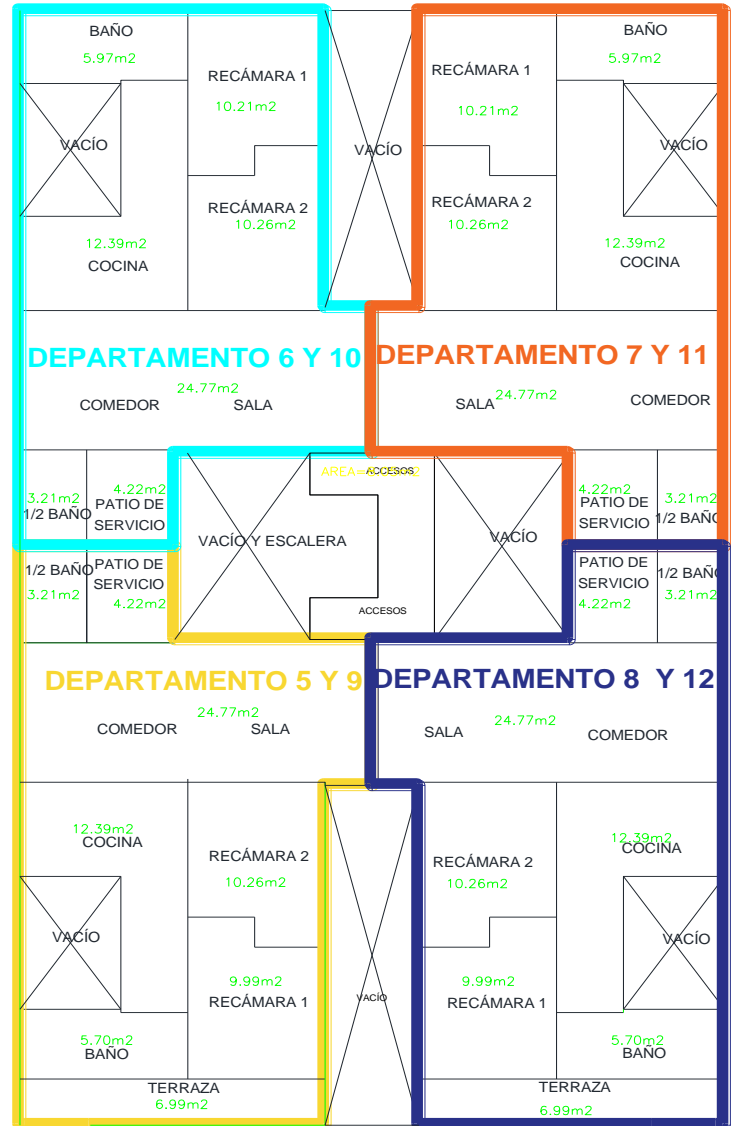 BAÑO
5.97m2
RECÁMARA 1
10.21m2
VACÍO
RECÁMARA 2
10.26m2
12.39m2
COCINA
VACÍO
BAÑO
5.97m2
RECÁMARA 1
10.21m2
VACÍO
RECÁMARA 2
10.26m2
12.39m2
COCINA
DEPARTAMENTO 6 Y 10
24.77m2
COMEDOR SALA
DEPARTAMENTO 7 Y 11
24.77m2
SALA COMEDOR
3.21m2
1/2 BAÑO
4.22m2
PATIO DE
SERVICIO
ACCESOS
VACÍO Y ESCALERA
VACÍO
ACCESOS
4.22m2
PATIO DE
SERVICIO
3.21m2
1/2 BAÑO
1/2 BAÑO
3.21m2
PATIO DE
SERVICIO
4.22m2
PATIO DE
SERVICIO
4.22m2
1/2 BAÑO
3.21m2
DEPARTAMENTO 5 Y 9
24.77m2
COMEDOR SALA
DEPARTAMENTO 8 Y 12
24.77m2
SALA COMEDOR
12.39m2
COCINA
RECÁMARA 2
10.26m2
VACÍO
9.99m2
RECÁMARA 1
5.70m2
BAÑO
TERRAZA
6.99m2
VACÍO
12.39m2
COCINA
RECÁMARA 2
10.26m2
VACÍO
9.99m2
RECÁMARA 1
5.70m2
BAÑO
TERRAZA
6.99m2